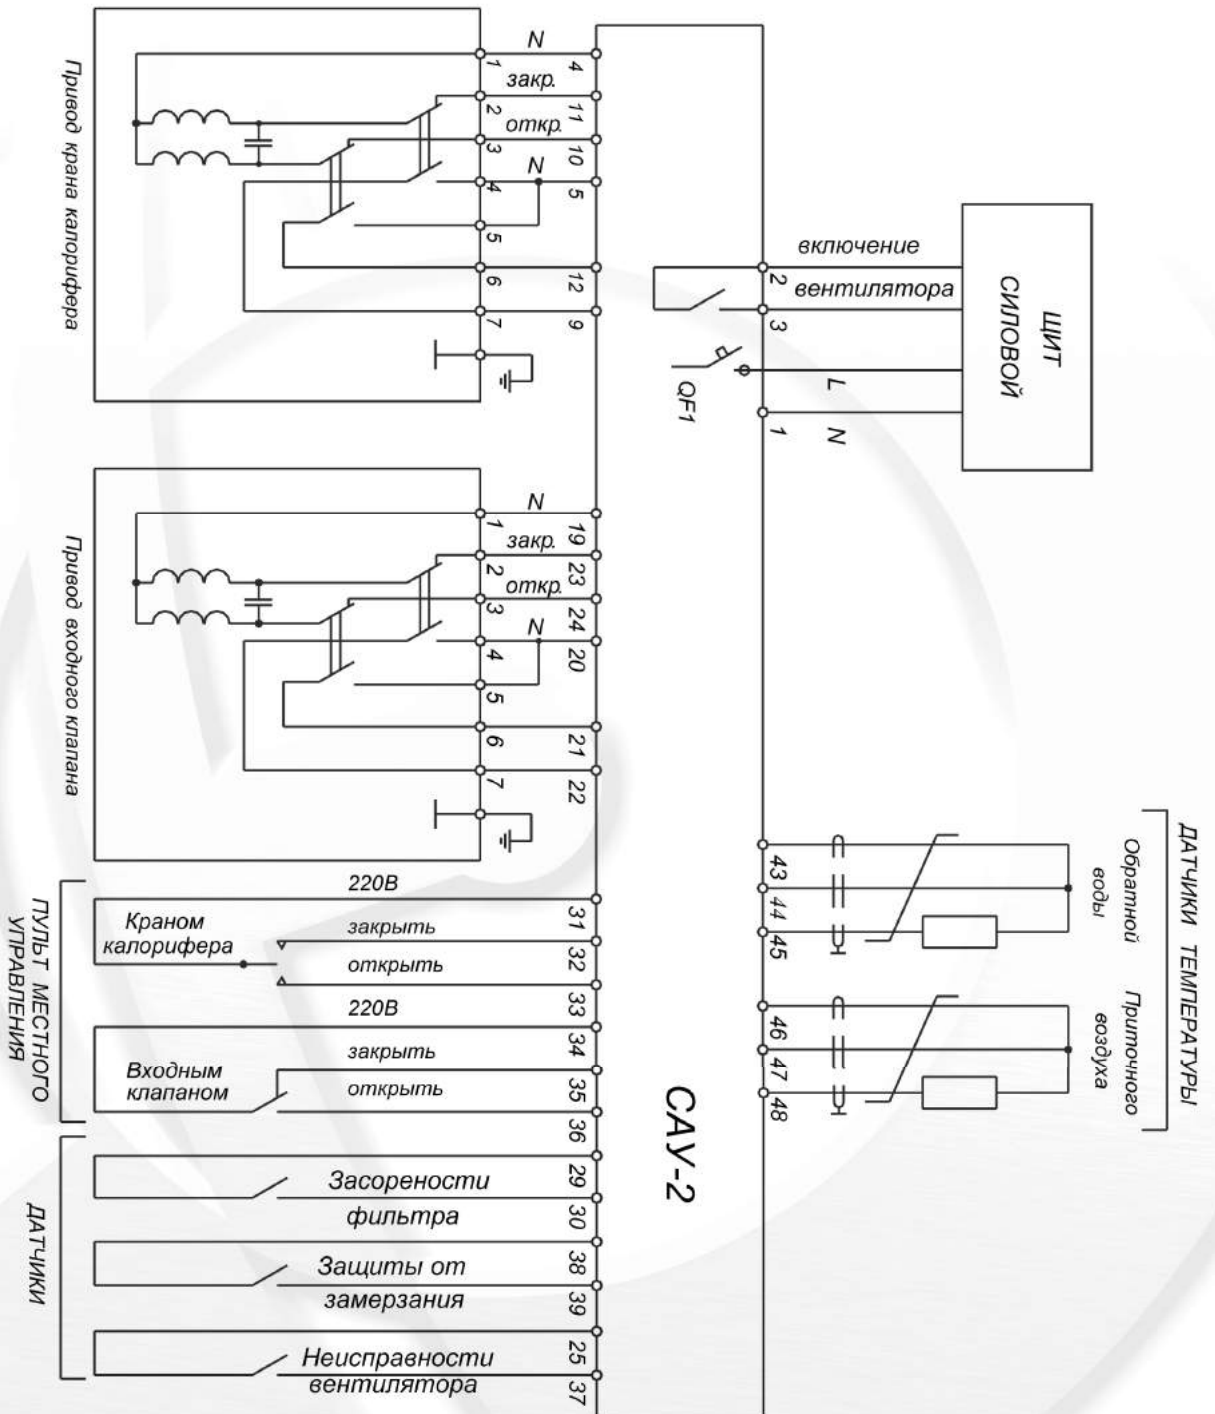 Привод крана калорифера
N
закр.
откр.
N
1
2
3
4
5
6
7
4
11
10
5
12
9
включение
вентилятора
2
3
QF1
L
N
1
ЩИТ
СИЛОВОЙ
Привод входного клапана
N
закр.
откр.
N
1
2
3
4
5
6
7
19
23
24
20
21
22
ДАТЧИКИ ТЕМПЕРАТУРЫ
Обратной
воды
43
44
45
Приточного
воздуха
46
47
48
САУ-2
ПУЛЬТ МЕСТНОГО
УПРАВЛЕНИЯ
220В
Краном
калорифера
закрыть
открыть
31
32
33
220В
Входным
клапаном
закрыть
открыть
34
35
36
ДАТЧИКИ
Засорености
фильтра
29
30
Защиты от
замерзания
38
39
Неисправности
вентилятора
25
37